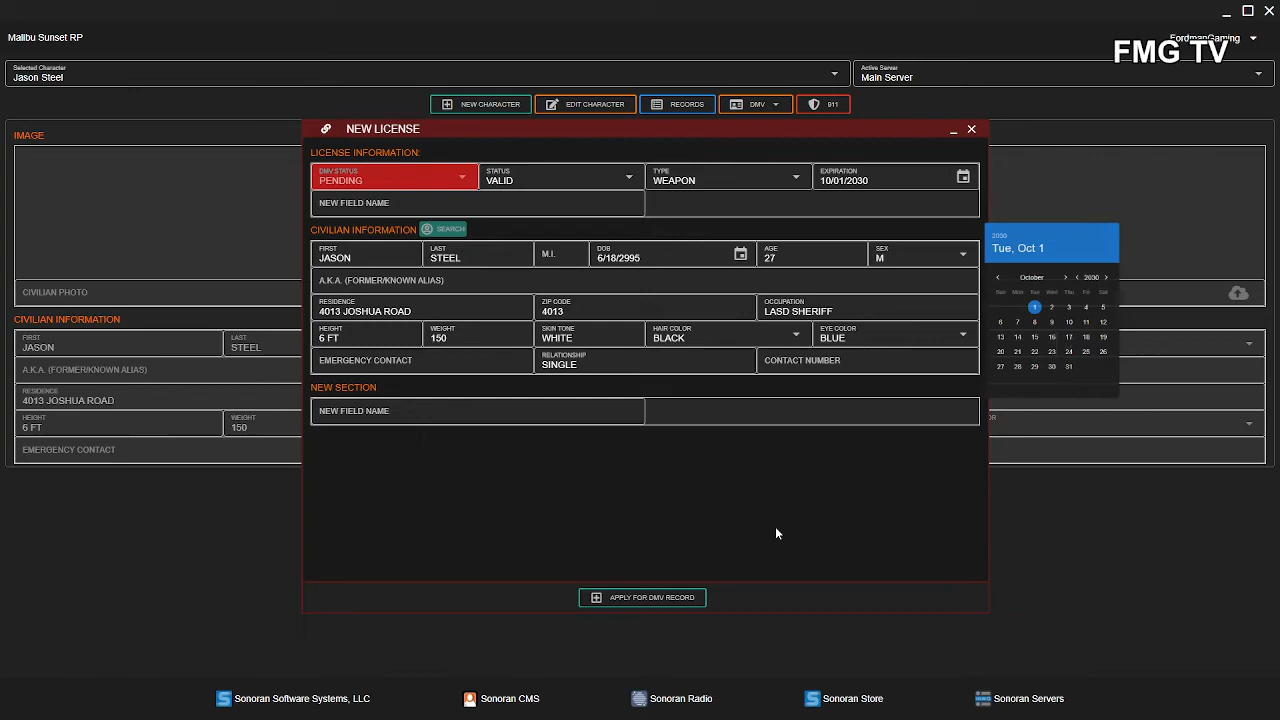 Malibu Sunset RP
FordmanGaming
FMG TV
Selected Character
Jason Steel
Active Server
Main Server
NEW CHARACTER
EDIT CHARACTER
RECORDS
DMV
911
IMAGE
NEW LICENSE
LICENSE INFORMATION:
DMV STATUS
PENDING
STATUS
VALID
TYPE
WEAPON
EXPIRATION
10/01/2030
NEW FIELD NAME
CIVILIAN INFORMATION
SEARCH
FIRST
JASON
LAST
STEEL
M.I.
DOB
6/18/2995
AGE
27
SEX
M
A.K.A. (FORMER/KNOWN ALIAS)
RESIDENCE
4013 JOSHUA ROAD
ZIP CODE
4013
OCCUPATION
LASD SHERIFF
HEIGHT
6 FT
WEIGHT
150
SKIN TONE
WHITE
HAIR COLOR
BLACK
EYE COLOR
BLUE
EMERGENCY CONTACT
RELATIONSHIP
SINGLE
CONTACT NUMBER
NEW SECTION
NEW FIELD NAME
APPLY FOR DMV RECORD
2030
Tue, Oct 1
October 2030
Sun Mon Tue Wed Thu Fri Sat
1 2 3 4 5
6 7 8 9 10 11 12
13 14 15 16 17 18 19
20 21 22 23 24 25 26
27 28 29 30 31
CIVILIAN PHOTO
CIVILIAN INFORMATION
FIRST
JASON
LAST
STEEL
A.K.A. (FORMER/KNOWN ALIAS)
RESIDENCE
4013 JOSHUA ROAD
HEIGHT
6 FT
WEIGHT
150
OR
EMERGENCY CONTACT
Sonoran Software Systems, LLC
Sonoran CMS
Sonoran Radio
Sonoran Store
Sonoran Servers